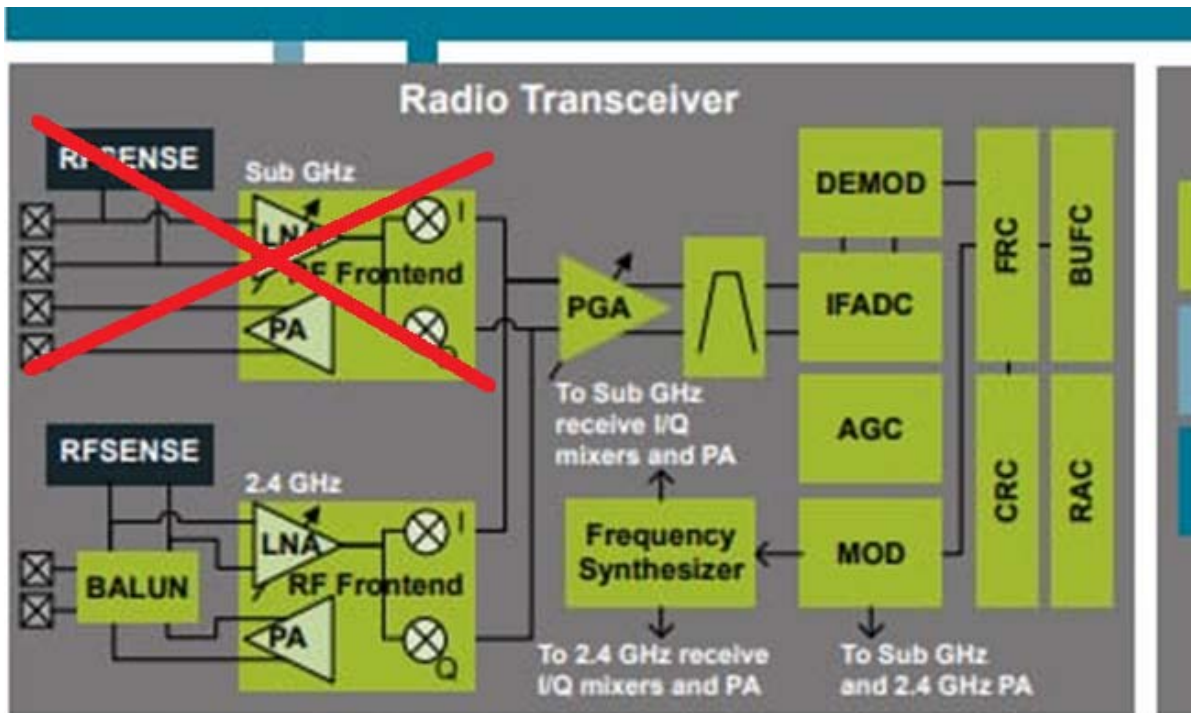 Radio Transceiver
RFSENSE
Sub GHz
LNA
I
RF Frontend
PA
Q
PGA
DEMOD
IFADC
AGC
MOD
FRC
BUFC
CRC
RAC
To Sub GHz
receive I/Q
mixers and PA
RFSENSE
2.4 GHz
LNA
I
RF Frontend
BALUN
PA
Q
Frequency
Synthesizer
To 2.4 GHz receive
I/Q mixers and PA
To Sub GHz
and 2.4 GHz PA